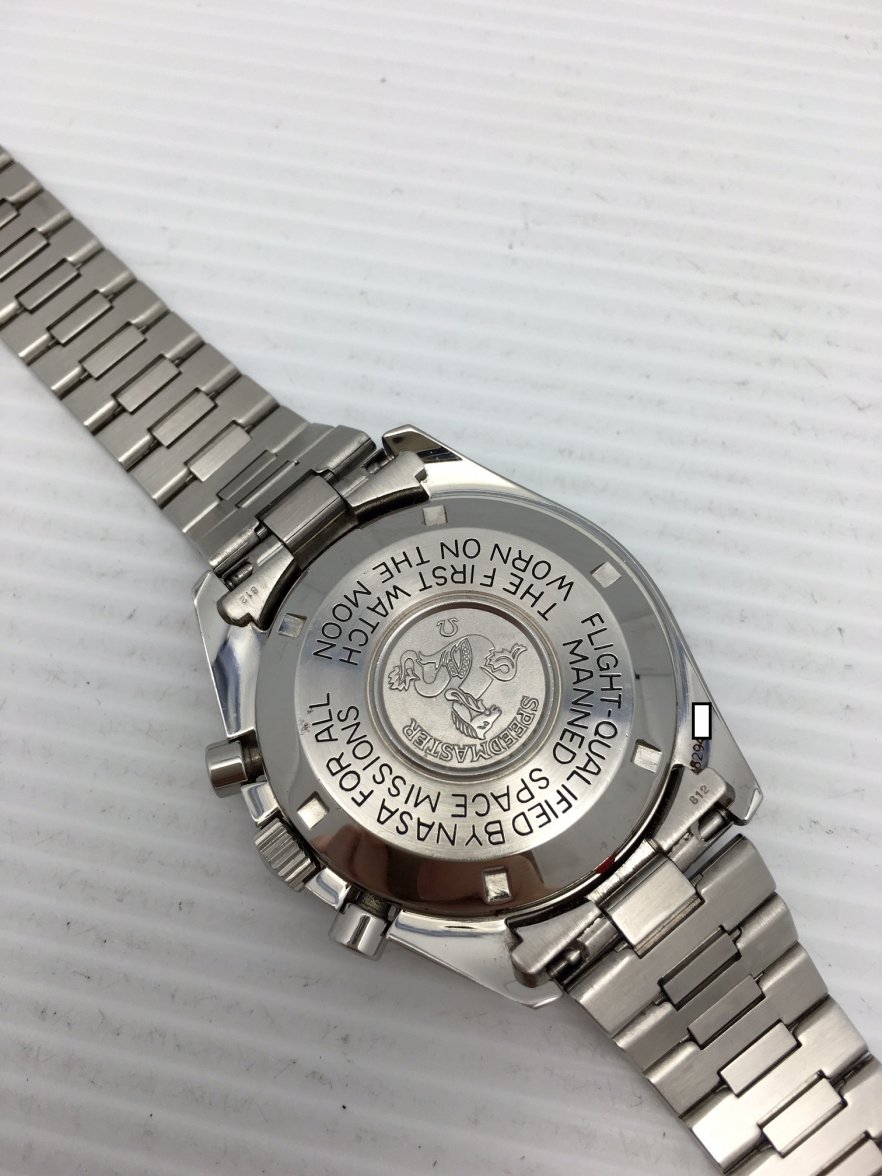 FLIGHT-QUALIFIED BY NASA FOR ALL
MANNED SPACE MISSIONS
THE FIRST WATCH
WORN ON THE MOON
Ω
SPEEDMASTER
812
812